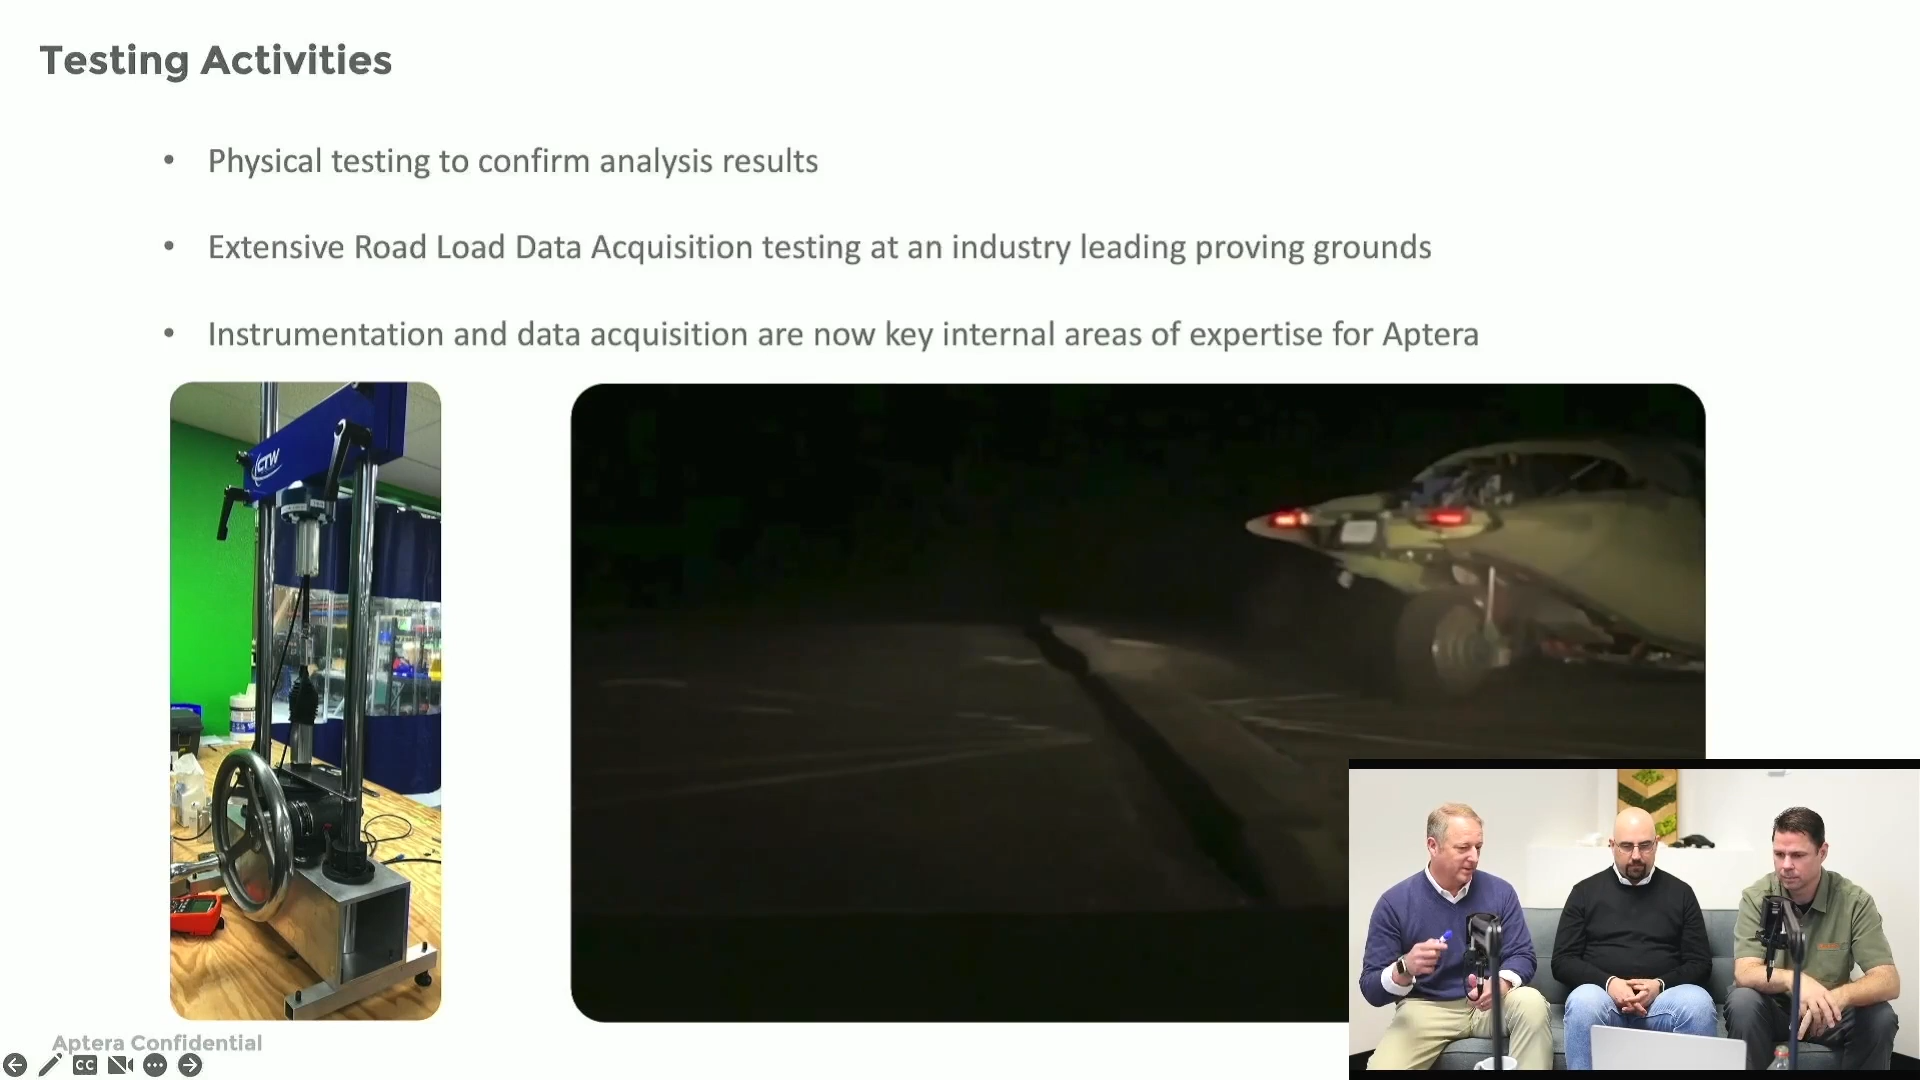 Testing Activities
• Physical testing to confirm analysis results
• Extensive Road Load Data Acquisition testing at an industry leading proving grounds
• Instrumentation and data acquisition are now key internal areas of expertise for Aptera
CTW
Aptera Confidential
CC